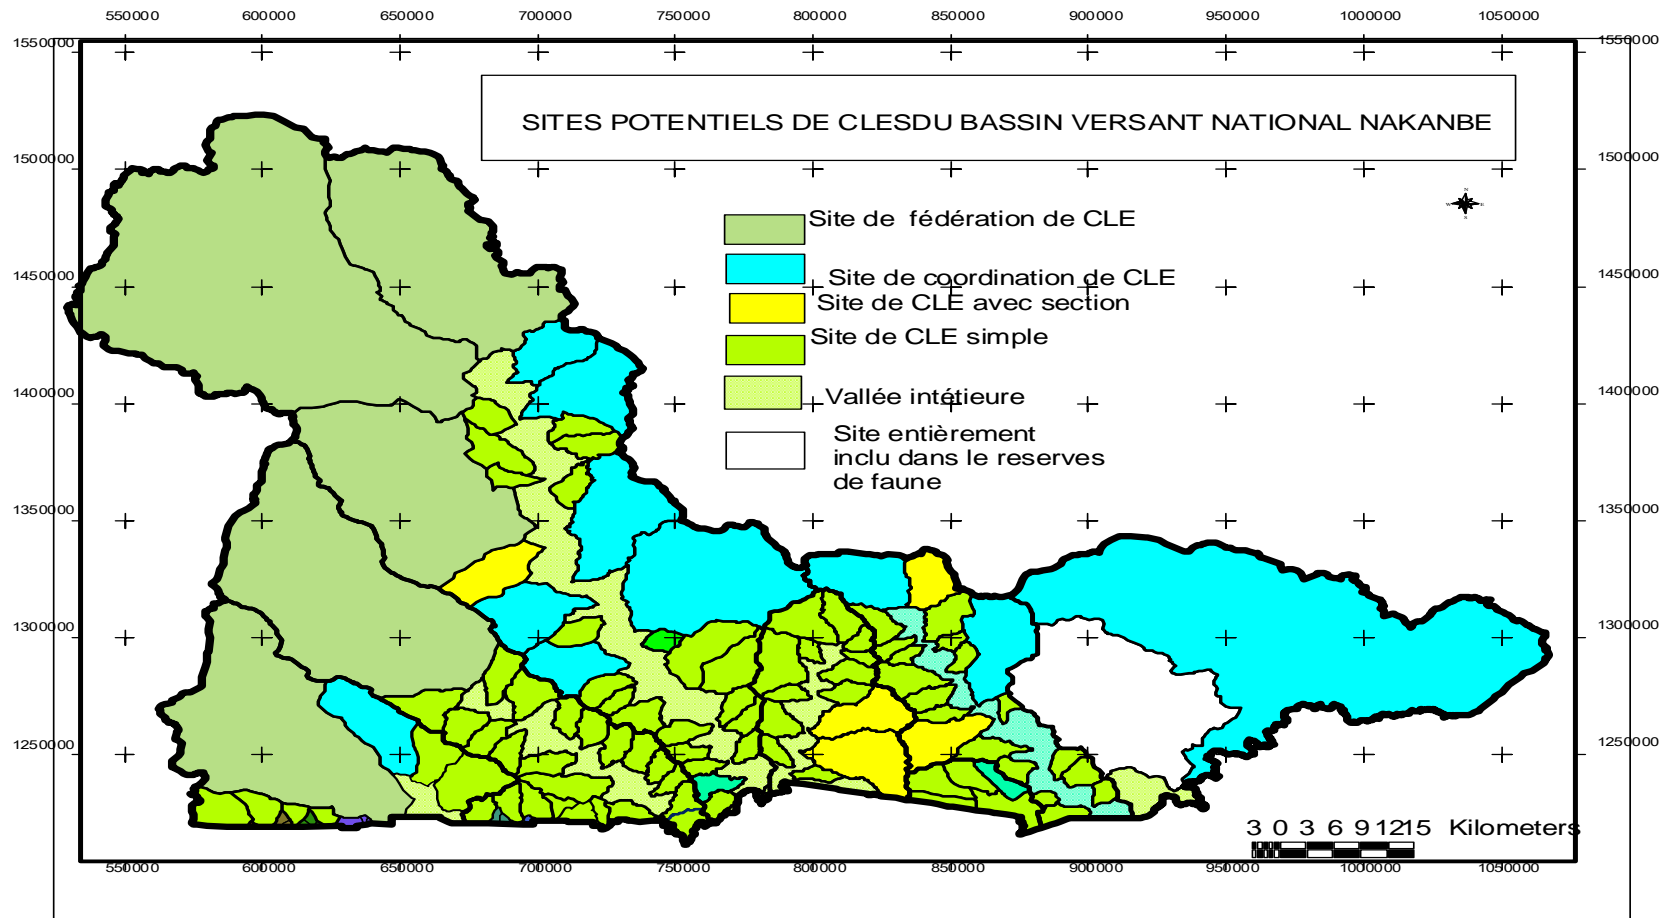 550000 600000 650000 700000 750000 800000 850000 900000 950000 1000000 1050000
1550000 1550000
SITES POTENTIELS DE CLESDU BASSIN VERSANT NATIONAL NAKANBE
1500000 1500000
N
W E
S
Site de fédération de CLE
1450000 1450000
Site de coordination de CLE
Site de CLE avec section
Site de CLE simple
1400000 1400000
Vallée intétieure
Site entièrement
inclu dans le reserves
de faune
1350000 1350000
1300000 1300000
1250000 1250000
3 0 3 6 9 1215 Kilometers
550000 600000 650000 700000 750000 800000 850000 900000 950000 1000000 1050000